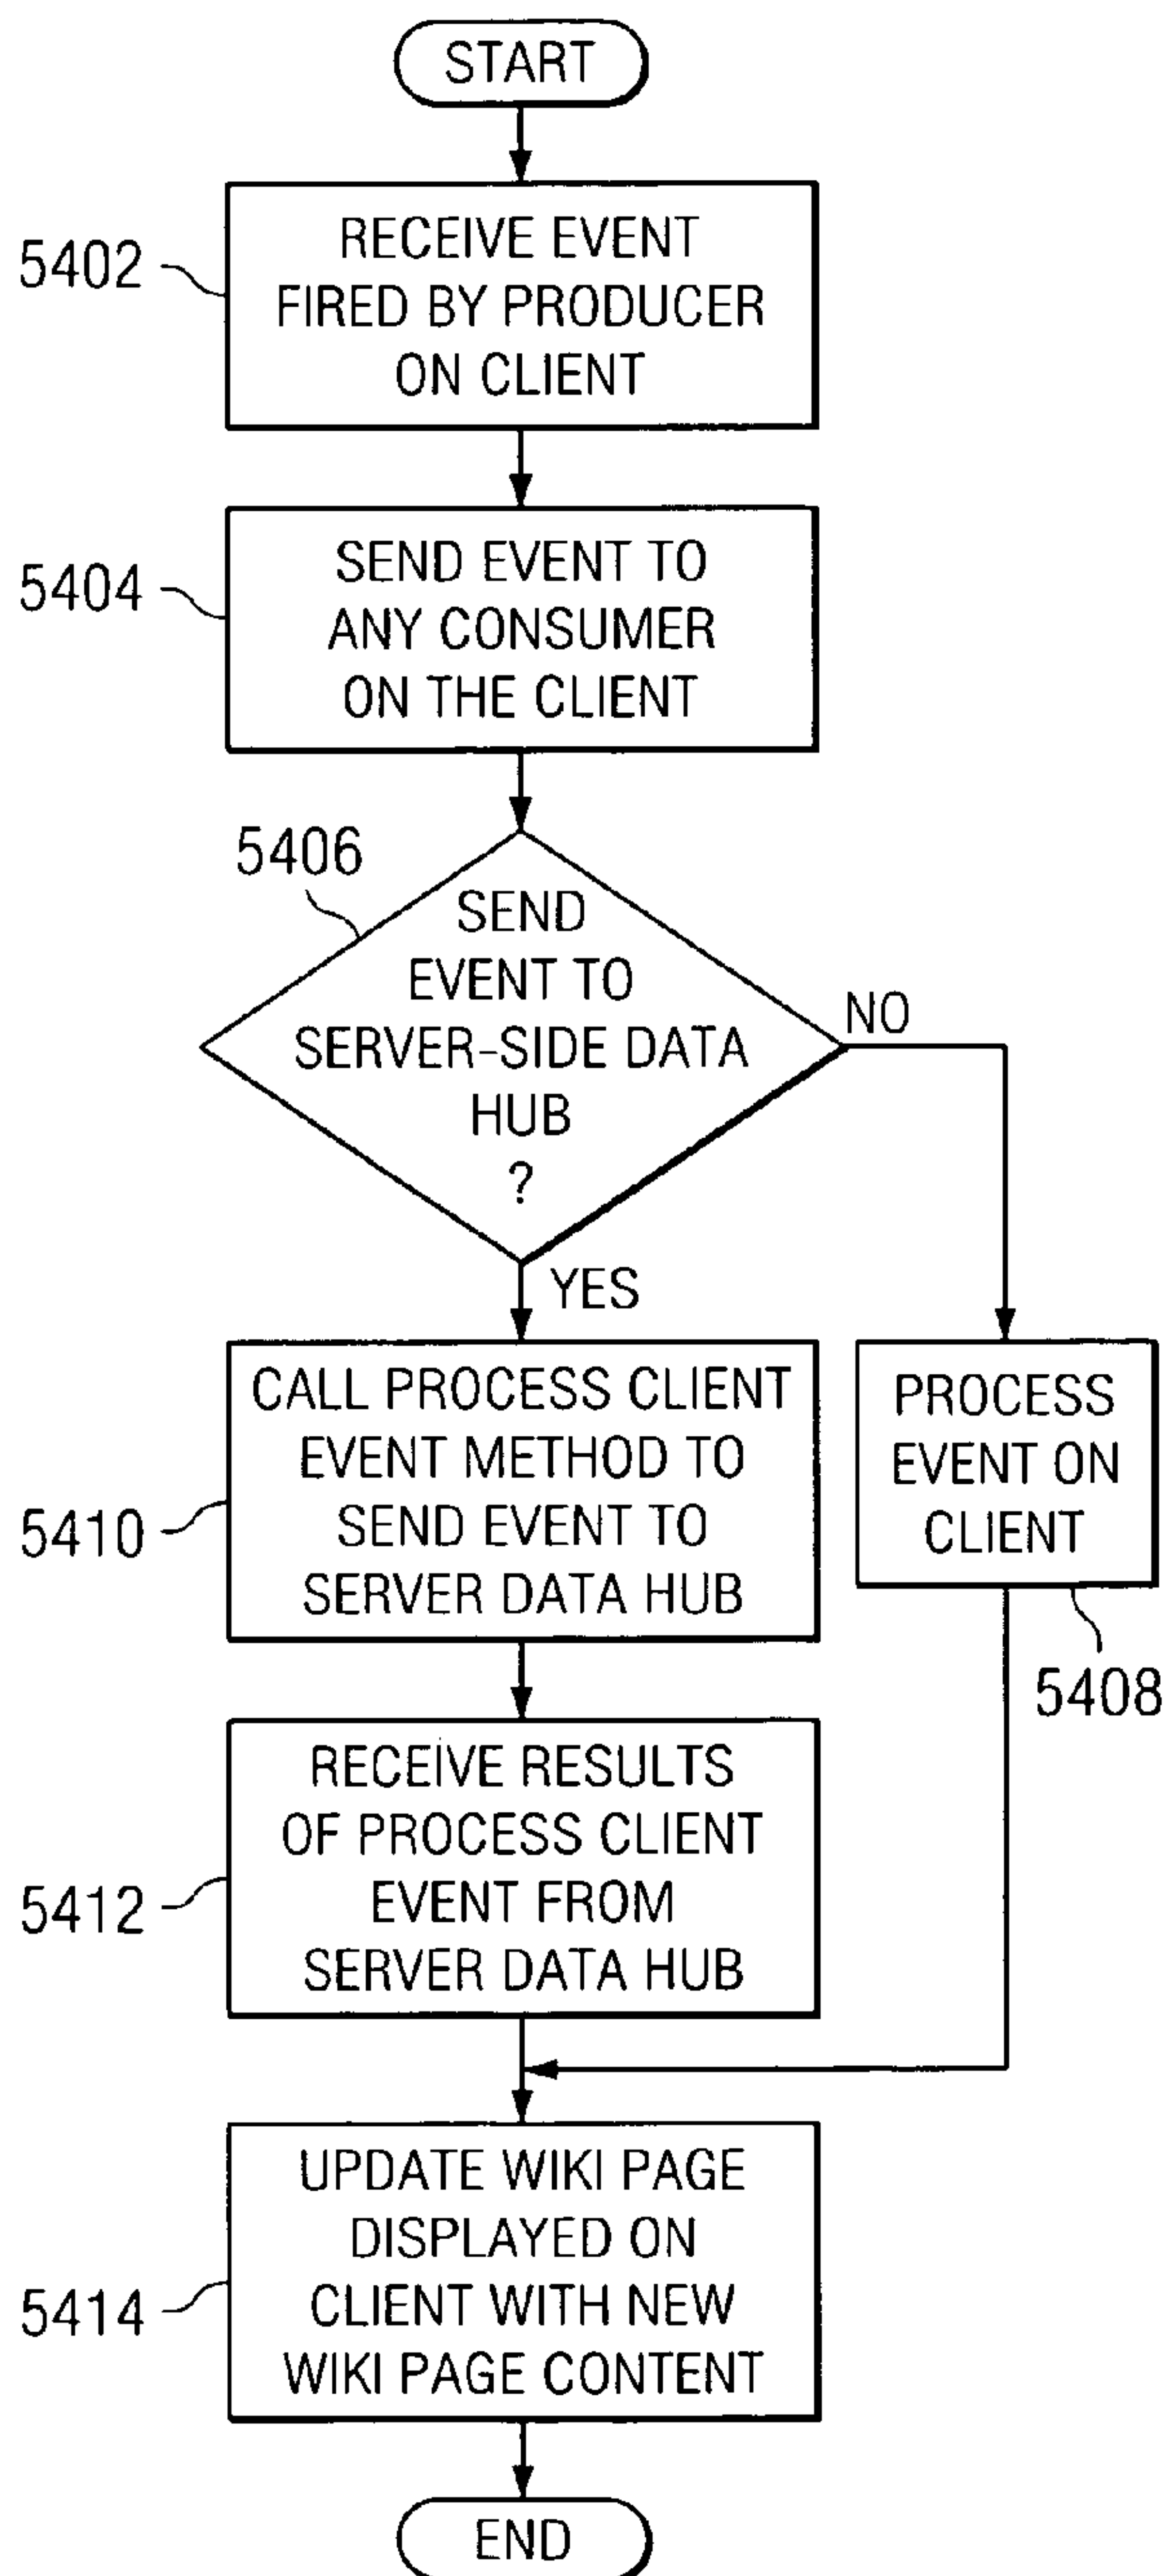 START
5402
RECEIVE EVENT
FIRED BY PRODUCER
ON CLIENT
5404
SEND EVENT TO
ANY CONSUMER
ON THE CLIENT
5406
SEND
EVENT TO
SERVER-SIDE DATA
HUB
?
NO
YES
5410
CALL PROCESS CLIENT
EVENT METHOD TO
SEND EVENT TO
SERVER DATA HUB
PROCESS
EVENT ON
CLIENT
5408
5412
RECEIVE RESULTS
OF PROCESS CLIENT
EVENT FROM
SERVER DATA HUB
5414
UPDATE WIKI PAGE
DISPLAYED ON
CLIENT WITH NEW
WIKI PAGE CONTENT
END